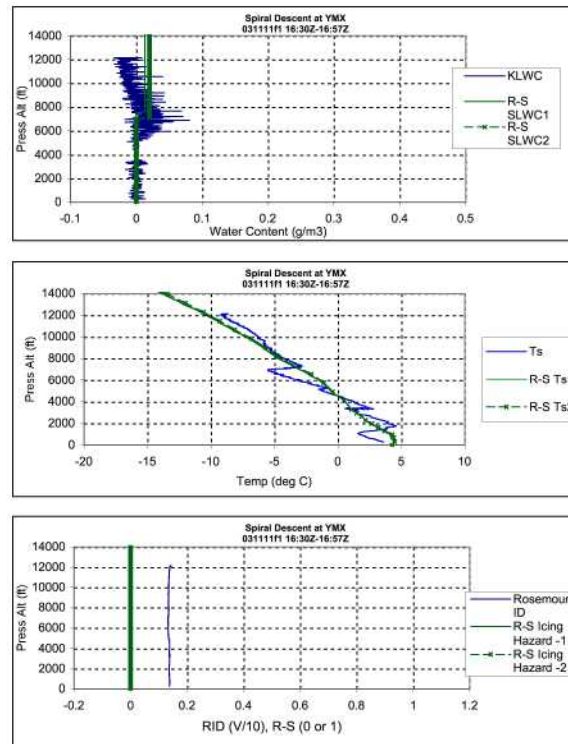 Spiral Descent at YMX
031111f1 16:30Z-16:57Z
Press Alt (ft)
14000
12000
10000
8000
6000
4000
2000
0
-0.1 0 0.1 0.2 0.3 0.4 0.5
Water Content (g/m3)
KLWC
R-S
SLWC1
R-S
SLWC2
Spiral Descent at YMX
031111f1 16:30Z-16:57Z
Press Alt (ft)
14000
12000
10000
8000
6000
4000
2000
0
-20 -15 -10 -5 0 5 10
Temp (deg C)
Ts
R-S Ts
R-S Ts2
Spiral Descent at YMX
031111f1 16:30Z-16:57Z
Press Alt (ft)
14000
12000
10000
8000
6000
4000
2000
0
-0.2 0 0.2 0.4 0.6 0.8 1 1.2
RID (V/10), R-S (0 or 1)
Rosemour
ID
R-S Icing
Hazard -1
R-S Icing
Hazard -2